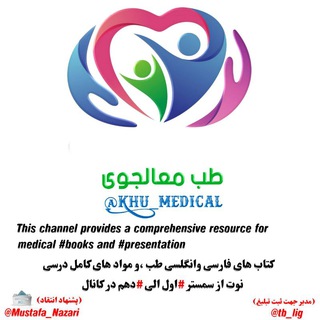 طب معالجوی
@KHU_MEDICAL
This channel provides a comprehensive resource for
medical #books and #presentation
کتاب های فارسی وانگلسی طب ،و مواد های کامل درسی
نوت از سمستر #اول الی #دهم در کانال
(پشنهاد انتقاد) (مدیر جهت ثبت تبلیغ)
@Mustafa_Nazari @tb_lig